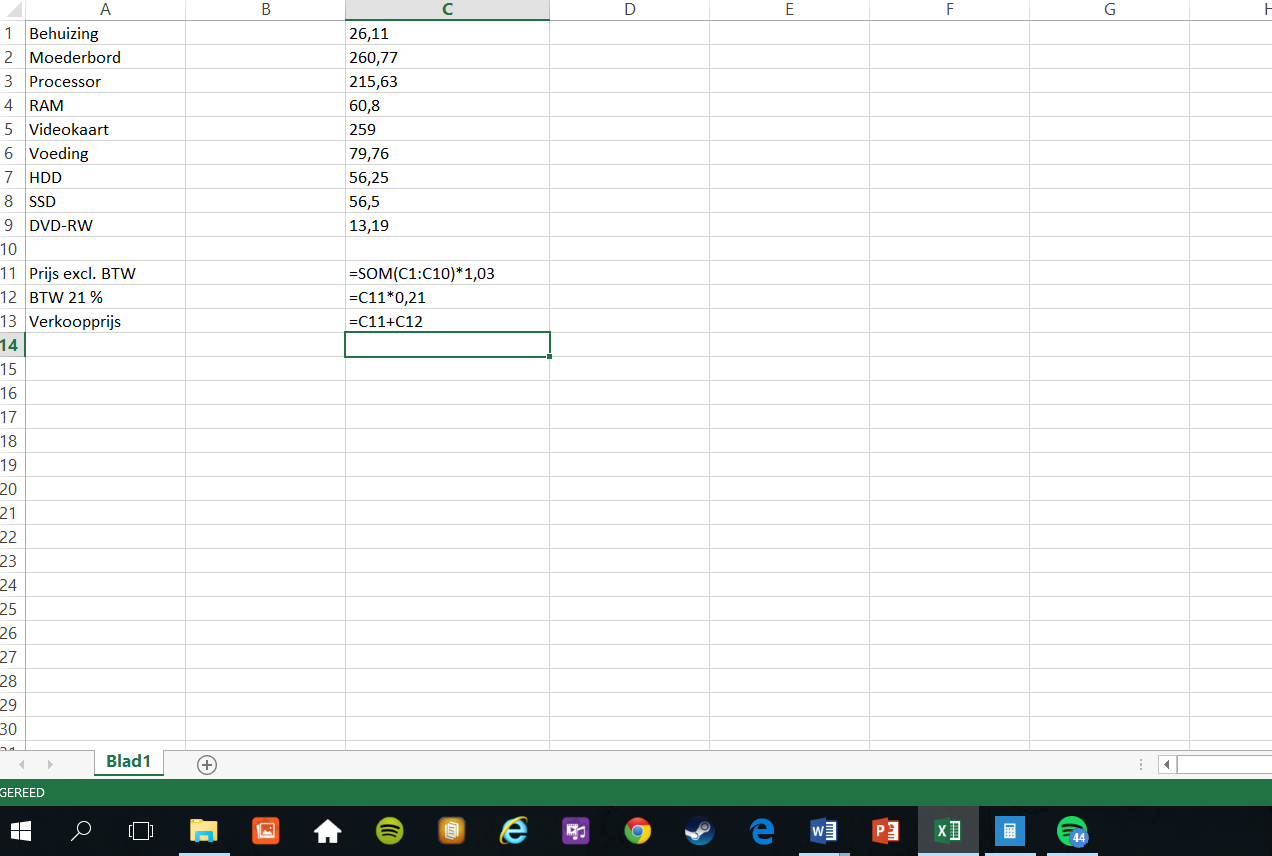 A B C D E F G H
1 Behuizing 26,11
2 Moederbord 260,77
3 Processor 215,63
4 RAM 60,8
5 Videokaart 259
6 Voeding 79,76
7 HDD 56,25
8 SSD 56,5
9 DVD-RW 13,19
10
11 Prijs excl. BTW =SOM(C1:C10)*1,03
12 BTW 21 % =C11*0,21
13 Verkoopprijs =C11+C12
14
15
16
17
18
19
20
21
22
23
24
25
26
27
28
29
30
Blad1
GEREED
44